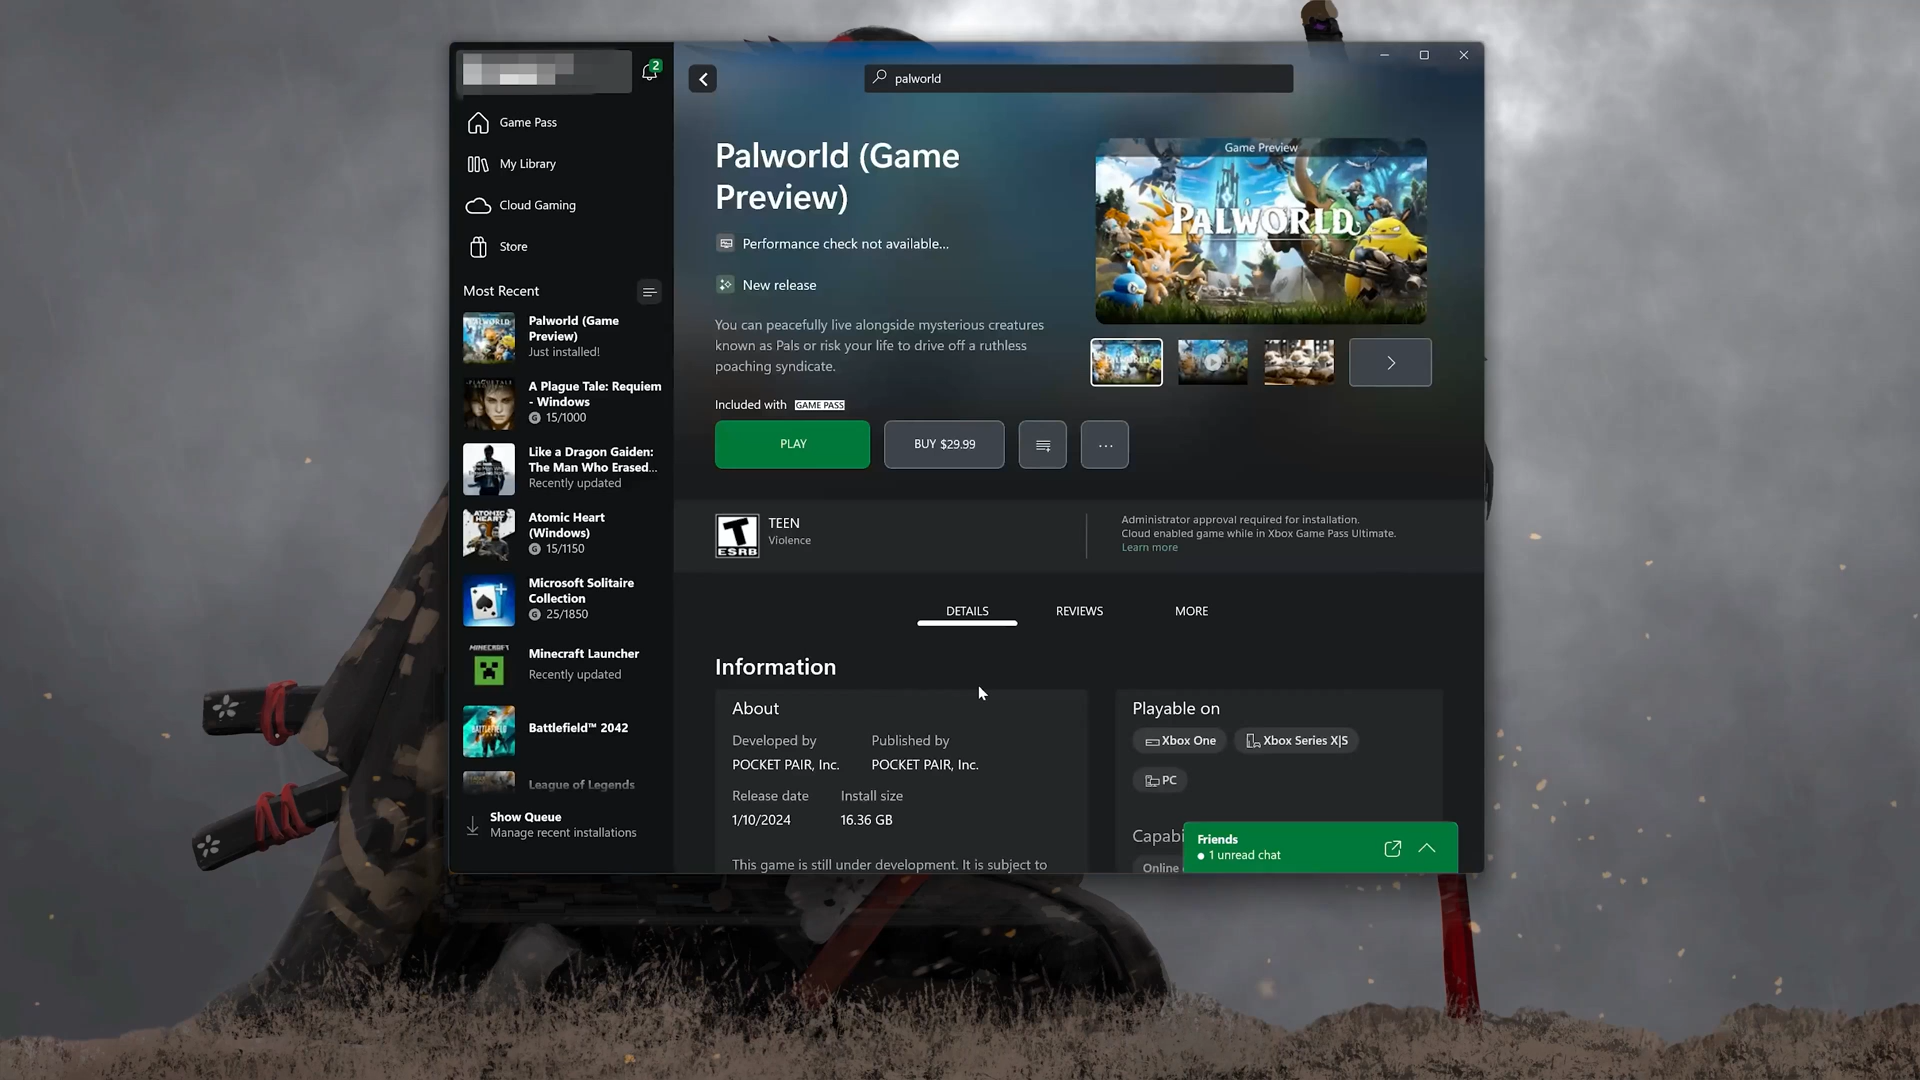 2
palworld
Game Pass
My Library
Cloud Gaming
Store
Most Recent
Palworld (Game
Preview)
Just installed!
A Plague Tale: Requiem
- Windows
15/1000
Like a Dragon Gaiden:
The Man Who Erased...
Recently updated
Atomic Heart
(Windows)
15/1150
Microsoft Solitaire
Collection
25/1850
MINECRAFT
Minecraft Launcher
Recently updated
Battlefield™ 2042
League of Legends
Show Queue
Manage recent installations
Palworld (Game
Preview)
Performance check not available...
New release
You can peacefully live alongside mysterious creatures
known as Pals or risk your life to drive off a ruthless
poaching syndicate.
Included with GAME PASS
PLAY
BUY $29.99
Game Preview
PALWORLD
T
ESRB
TEEN
Violence
Administrator approval required for installation.
Cloud enabled game while in Xbox Game Pass Ultimate.
Learn more
DETAILS
REVIEWS
MORE
Information
About
Developed by
Published by
POCKET PAIR, Inc.
POCKET PAIR, Inc.
Release date
Install size
1/10/2024
16.36 GB
This game is still under development. It is subject to
Playable on
Xbox One
Xbox Series X|S
PC
Capabi
Online
Friends
1 unread chat